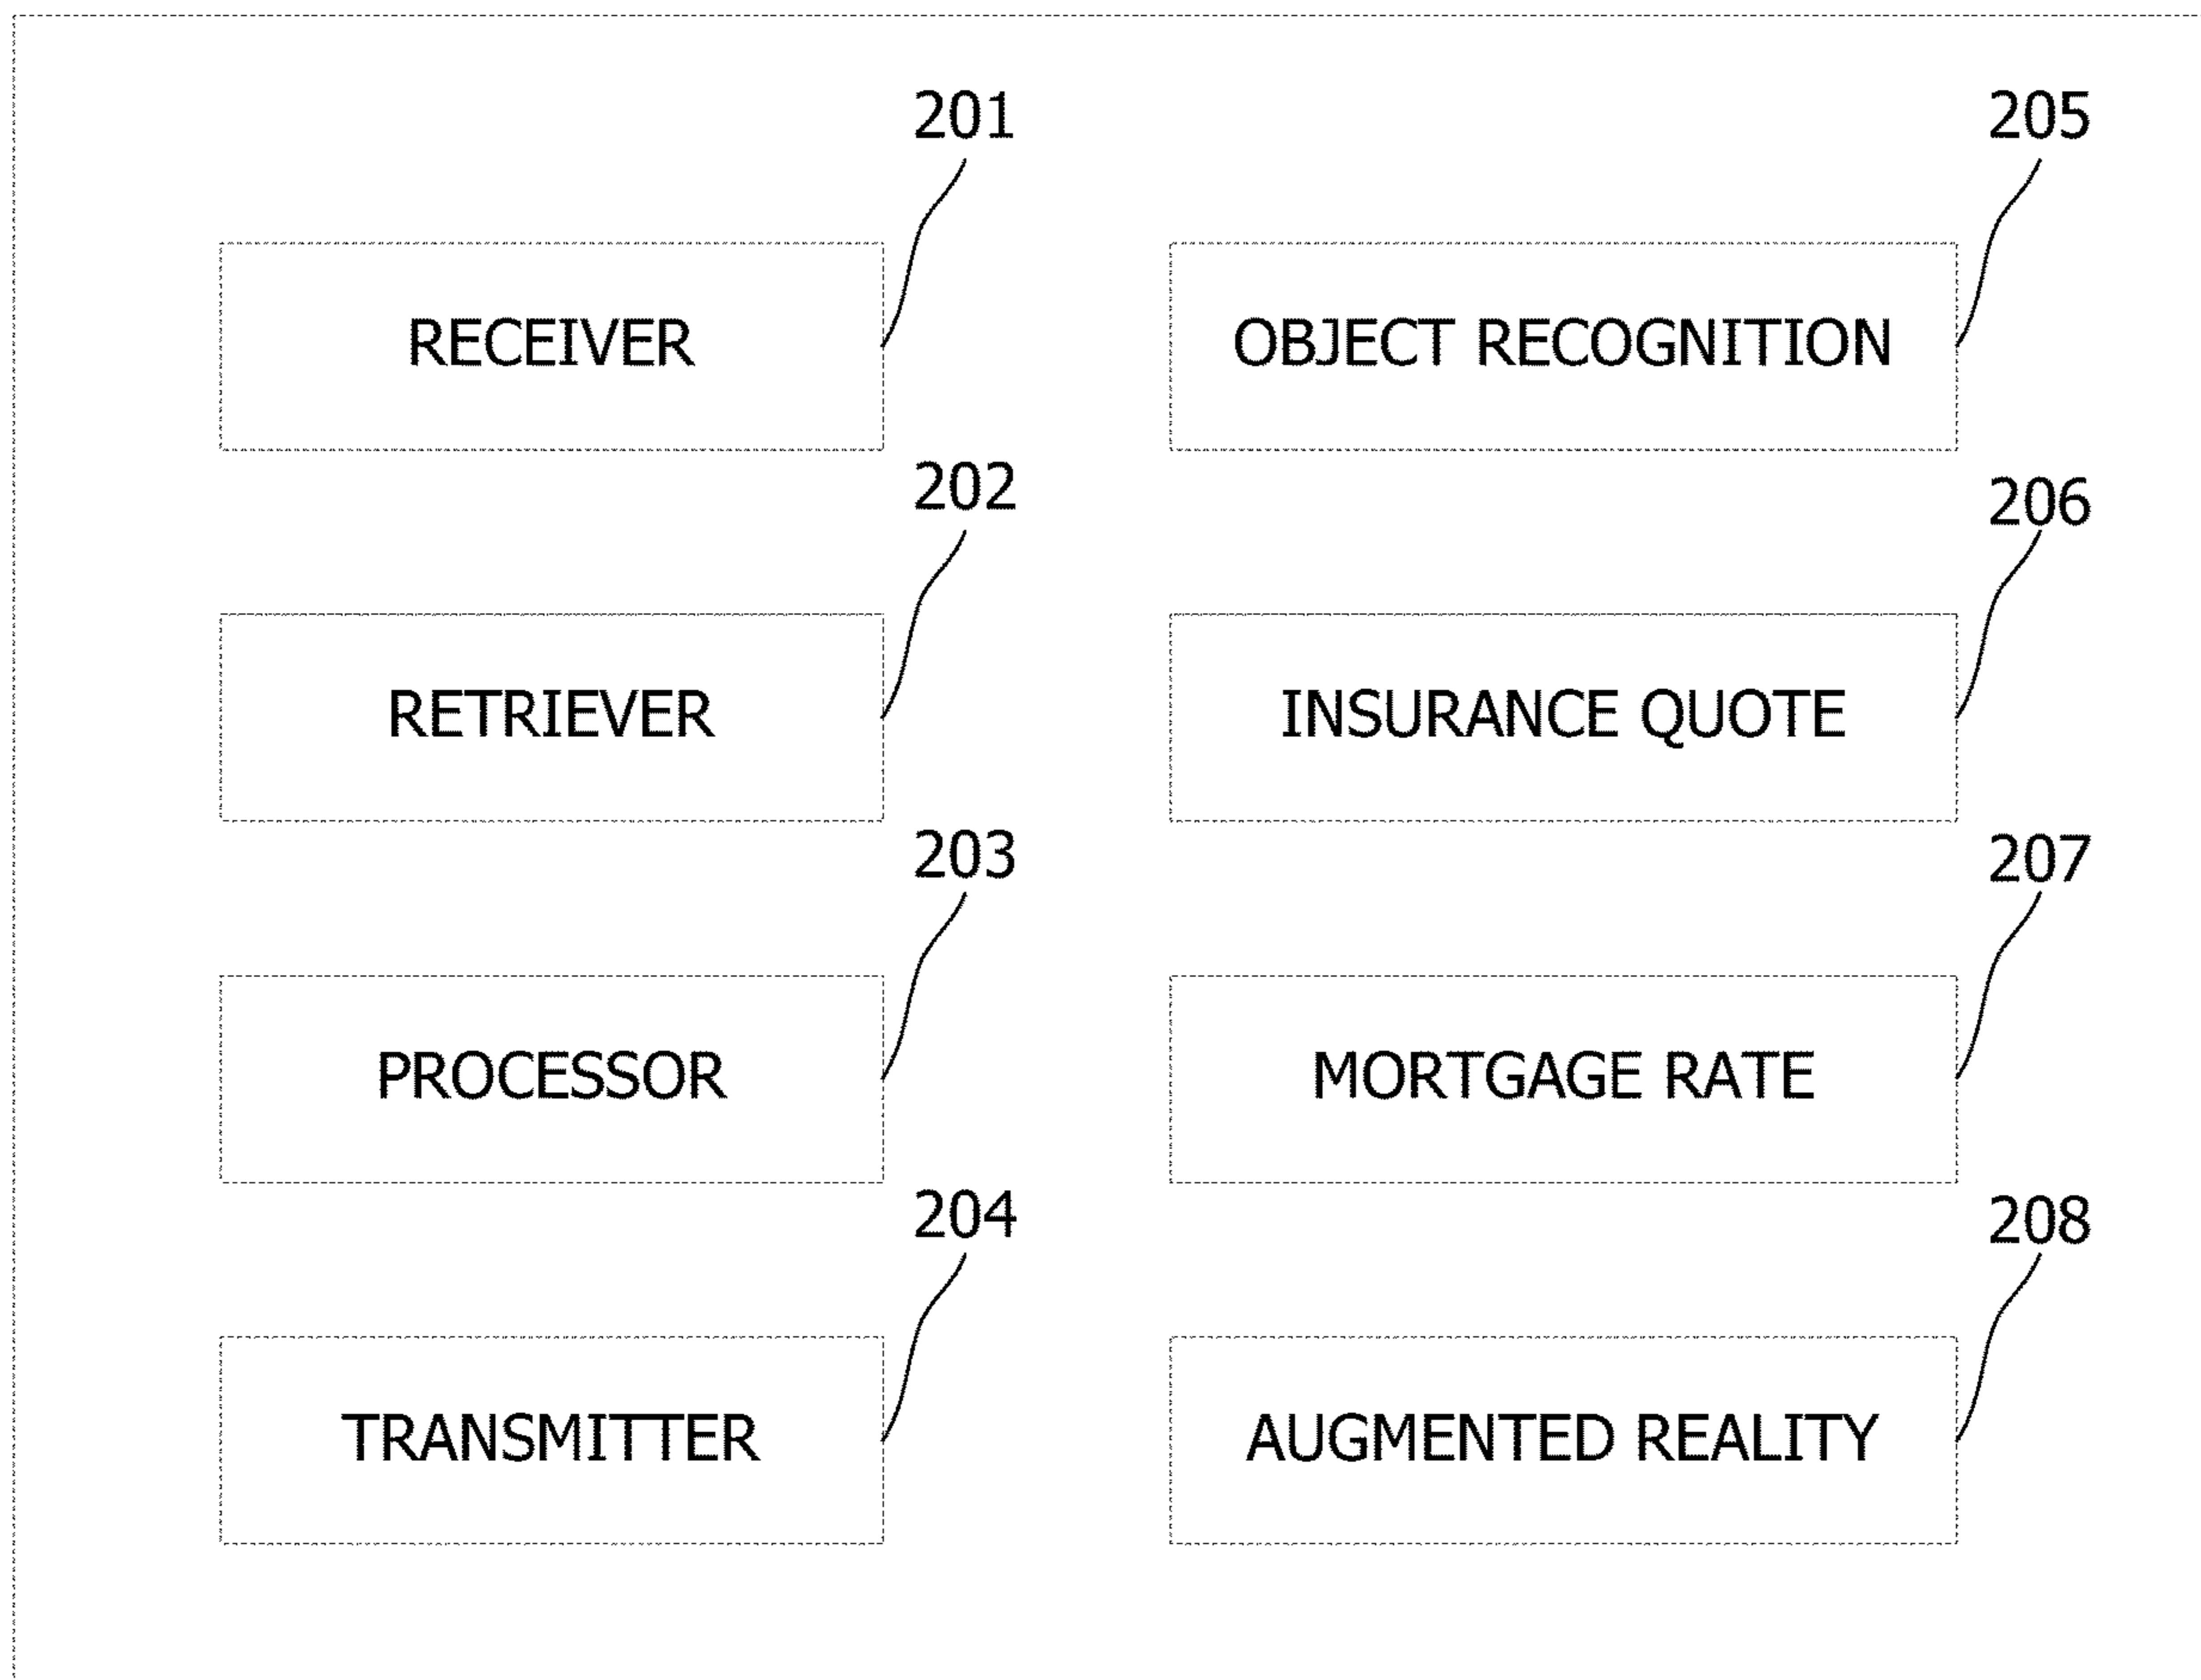 201
RECEIVER
202
RETRIEVER
203
PROCESSOR
204
TRANSMITTER
205
OBJECT RECOGNITION
206
INSURANCE QUOTE
207
MORTGAGE RATE
208
AUGMENTED REALITY